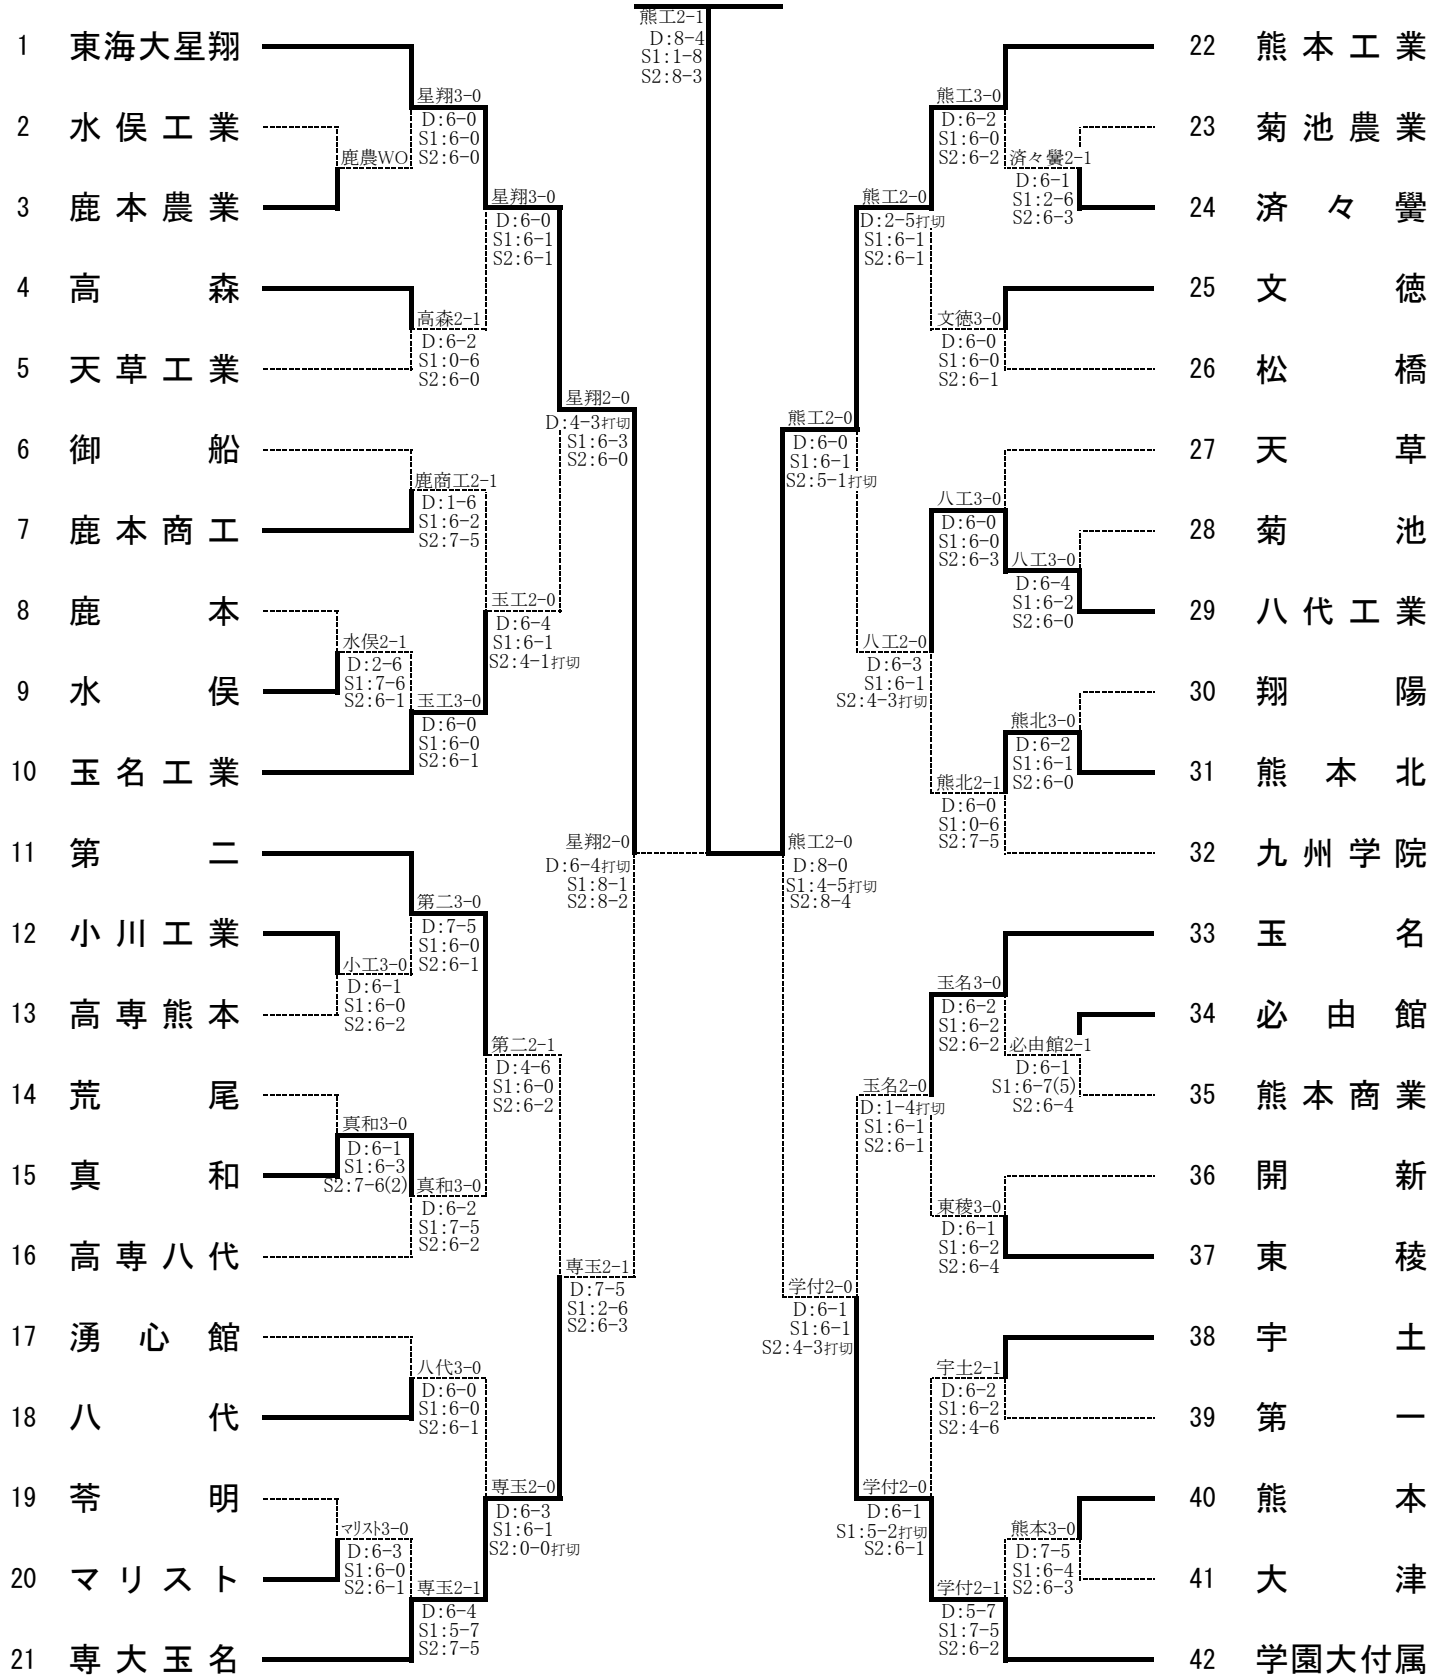 熊工2-1
D:8-4
S1:1-8
S2:8-3
1 東海大星翔
2 水俣工業
3 鹿本農業
4 高森
5 天草工業
6 御船
7 鹿本商工
8 鹿本
9 水俣
10 玉名工業
11 第二
12 小川工業
13 高専熊本
14 荒尾
15 真和
16 高専八代
17 湧心館
18 八代
19 苓明
20 マリスト
21 専大玉名
鹿農WO
水俣2-1
D:2-6
S1:7-6
S2:6-1
小工3-0
D:6-1
S1:6-0
S2:6-2
真和3-0
D:6-1
S1:6-3
S2:7-6(2)
マリスト3-0
D:6-3
S1:6-0
S2:6-1
星翔3-0
D:6-0
S1:6-0
S2:6-0
高森2-1
D:6-2
S1:0-6
S2:6-0
鹿商工2-1
D:1-6
S1:6-2
S2:7-5
玉工3-0
D:6-0
S1:6-0
S2:6-1
第二3-0
D:7-5
S1:6-0
S2:6-1
真和3-0
D:6-2
S1:7-5
S2:6-2
八代3-0
D:6-0
S1:6-0
S2:6-1
専玉2-1
D:6-4
S1:5-7
S2:7-5
星翔3-0
D:6-0
S1:6-1
S2:6-1
玉工2-0
D:6-4
S1:6-1
S2:4-1打切
第二2-1
D:4-6
S1:6-0
S2:6-2
専玉2-0
D:6-3
S1:6-1
S2:0-0打切
星翔2-0
D:4-3打切
S1:6-3
S2:6-0
専玉2-1
D:7-5
S1:2-6
S2:6-3
星翔2-0
D:6-4打切
S1:8-1
S2:8-2
熊工2-0
D:8-0
S1:4-5打切
S2:8-4
熊工2-0
D:6-0
S1:6-1
S2:5-1打切
学付2-0
D:6-1
S1:6-1
S2:4-3打切
熊工2-0
D:2-5打切
S1:6-1
S2:6-1
八工2-0
D:6-3
S1:6-1
S2:4-3打切
玉名2-0
D:1-4打切
S1:6-1
S2:6-1
学付2-0
D:6-1
S1:5-2打切
S2:6-1
熊工3-0
D:6-2
S1:6-0
S2:6-2
文徳3-0
D:6-0
S1:6-0
S2:6-1
八工3-0
D:6-0
S1:6-0
S2:6-3
熊北2-1
D:6-0
S1:0-6
S2:7-5
玉名3-0
D:6-2
S1:6-2
S2:6-2
東稜3-0
D:6-1
S1:6-2
S2:6-4
宇土2-1
D:6-2
S1:6-2
S2:4-6
学付2-1
D:5-7
S1:7-5
S2:6-2
済々黌2-1
D:6-1
S1:2-6
S2:6-3
八工3-0
D:6-4
S1:6-2
S2:6-0
熊北3-0
D:6-2
S1:6-1
S2:6-0
必由館2-1
D:6-1
S1:6-7(5)
S2:6-4
熊本3-0
D:7-5
S1:6-4
S2:6-3
22 熊本工業
23 菊池農業
24 済々黌
25 文徳
26 松橋
27 天草
28 菊池
29 八代工業
30 翔陽
31 熊本北
32 九州学院
33 玉名
34 必由館
35 熊本商業
36 開新
37 東稜
38 宇土
39 第一
40 熊本
41 大津
42 学園大付属